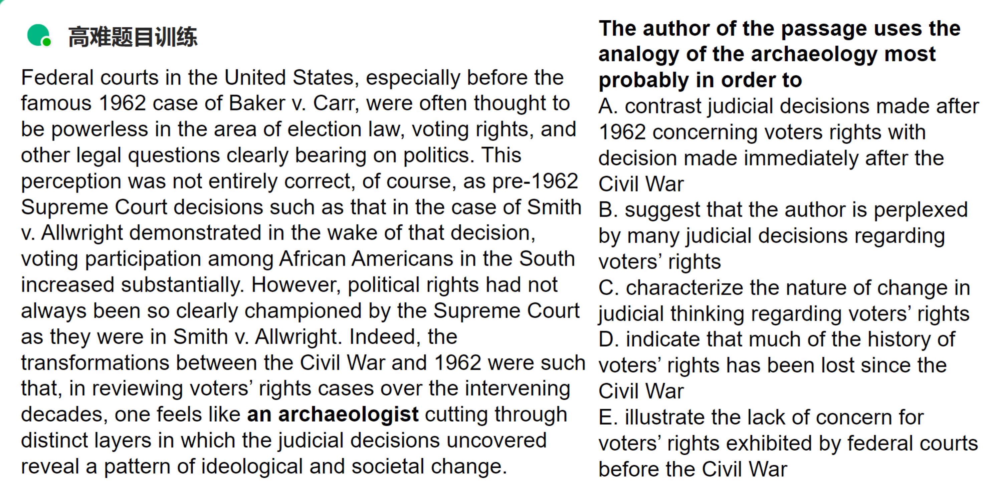 高难题目训练
Federal courts in the United States, especially before the
famous 1962 case of Baker v. Carr, were often thought to
be powerless in the area of election law, voting rights, and
other legal questions clearly bearing on politics. This
perception was not entirely correct, of course, as pre-1962
Supreme Court decisions such as that in the case of Smith
v. Allwright demonstrated in the wake of that decision,
voting participation among African Americans in the South
increased substantially. However, political rights had not
always been so clearly championed by the Supreme Court
as they were in Smith v. Allwright. Indeed, the
transformations between the Civil War and 1962 were such
that, in reviewing voters’ rights cases over the intervening
decades, one feels like an archaeologist cutting through
distinct layers in which the judicial decisions uncovered
reveal a pattern of ideological and societal change.
The author of the passage uses the
analogy of the archaeology most
probably in order to
A. contrast judicial decisions made after
1962 concerning voters rights with
decision made immediately after the
Civil War
B. suggest that the author is perplexed
by many judicial decisions regarding
voters’ rights
C. characterize the nature of change in
judicial thinking regarding voters’ rights
D. indicate that much of the history of
voters’ rights has been lost since the
Civil War
E. illustrate the lack of concern for
voters’ rights exhibited by federal courts
before the Civil War